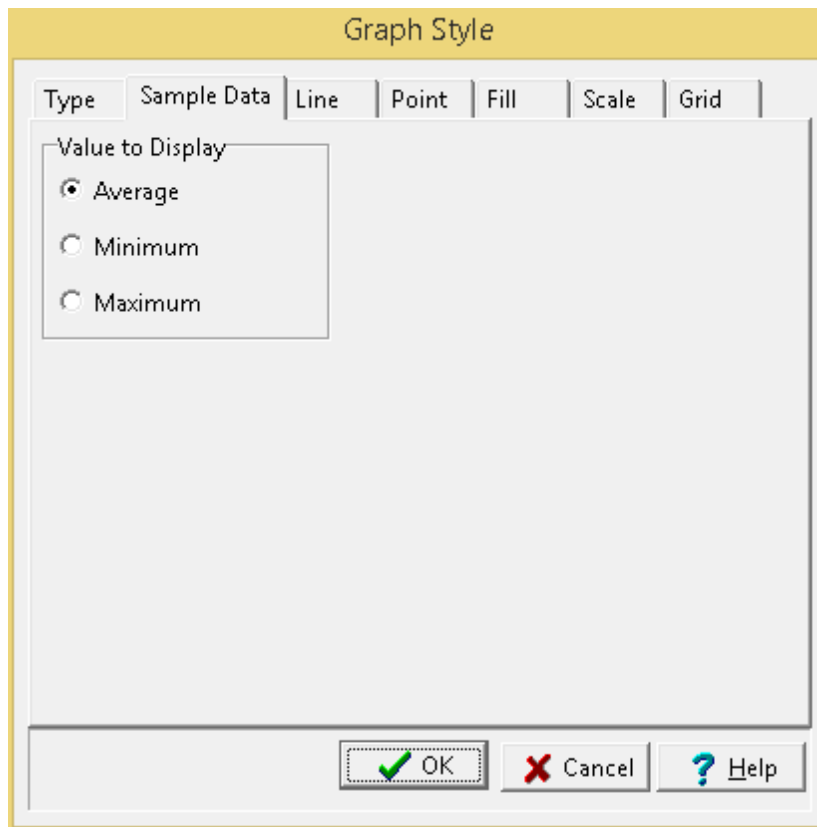 Graph Style
Type Sample Data Line Point Fill Scale Grid
Value to Display
Average
Minimum
Maximum
OK Cancel Help